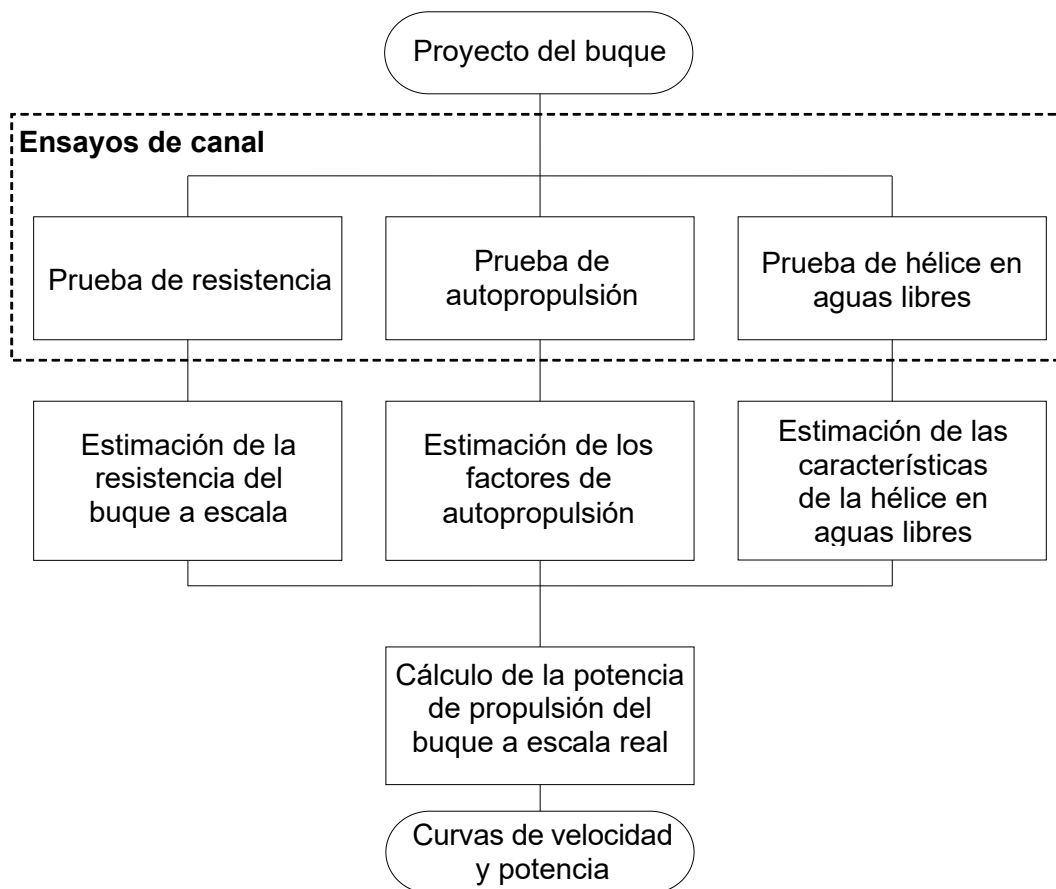 Proyecto del buque
Ensayos de canal
Prueba de resistencia
Prueba de
autopropulsión
Prueba de hélice en
aguas libres
Estimación de la
resistencia del
buque a escala
Estimación de los
factores de
autopropulsión
Estimación de las
características
de la hélice en
aguas libres
Cálculo de la potencia
de propulsión del
buque a escala real
Curvas de velocidad
y potencia